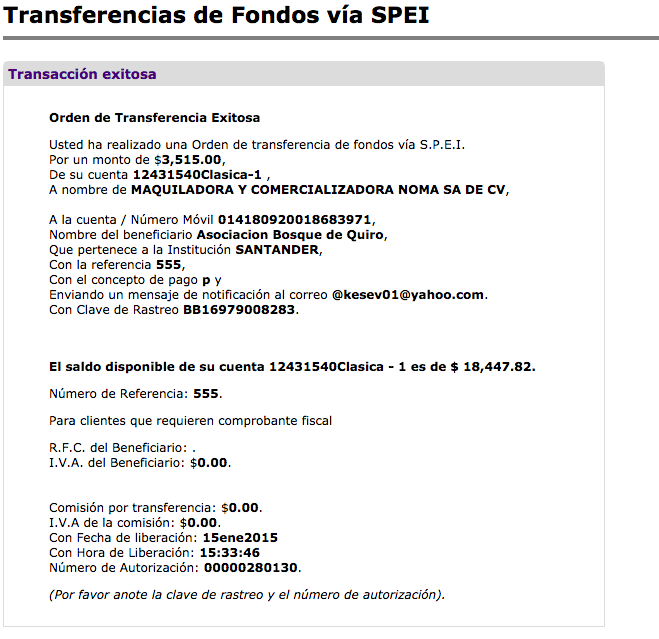 Transferencias de Fondos vía SPEI
Transacción exitosa
Orden de Transferencia Exitosa
Usted ha realizado una Orden de transferencia de fondos vía S.P.E.I.
Por un monto de $3,515.00,
De su cuenta 12431540Clasica-1 ,
A nombre de MAQUILADORA Y COMERCIALIZADORA NOMA SA DE CV,
A la cuenta / Número Móvil 014180920018683971,
Nombre del beneficiario Asociacion Bosque de Quiro,
Que pertenece a la Institución SANTANDER,
Con la referencia 555,
Con el concepto de pago p y
Enviando un mensaje de notificación al correo @kesev01@yahoo.com.
Con Clave de Rastreo BB16979008283.
El saldo disponible de su cuenta 12431540Clasica - 1 es de $ 18,447.82.
Número de Referencia: 555.
Para clientes que requieren comprobante fiscal
R.F.C. del Beneficiario: .
I.V.A. del Beneficiario: $0.00.
Comisión por transferencia: $0.00.
I.V.A de la comisión: $0.00.
Con Fecha de liberación: 15ene2015
Con Hora de Liberación: 15:33:46
Número de Autorización: 00000280130.
(Por favor anote la clave de rastreo y el número de autorización).